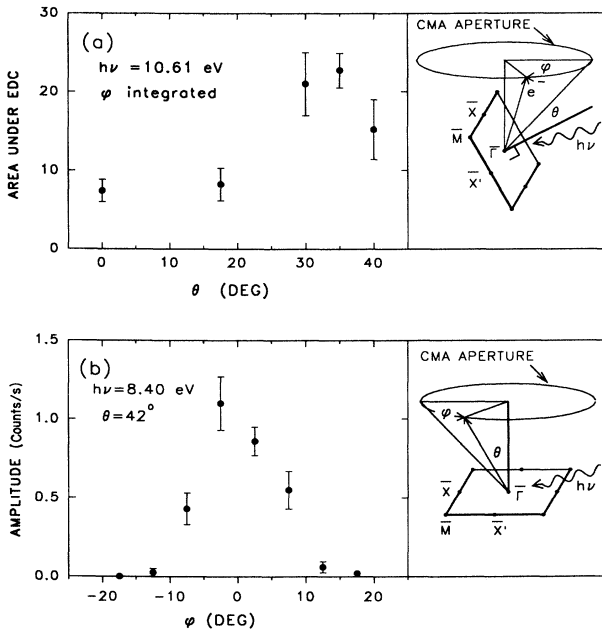 (a)
hν = 10.61 eV
φ integrated
AREA UNDER EDC
30
20
10
0
0
10
20
30
40
θ (DEG)
CMA APERTURE
φ
e⁻
θ
X̄
M̄
Γ̄
X̄'
hν
(b)
hν=8.40 eV
θ=42°
AMPLITUDE (Counts/s)
1.5
1.0
0.5
0.0
−20
−10
0
10
20
φ (DEG)
CMA APERTURE
φ
θ
X̄
Γ̄
hν
M̄
X̄'